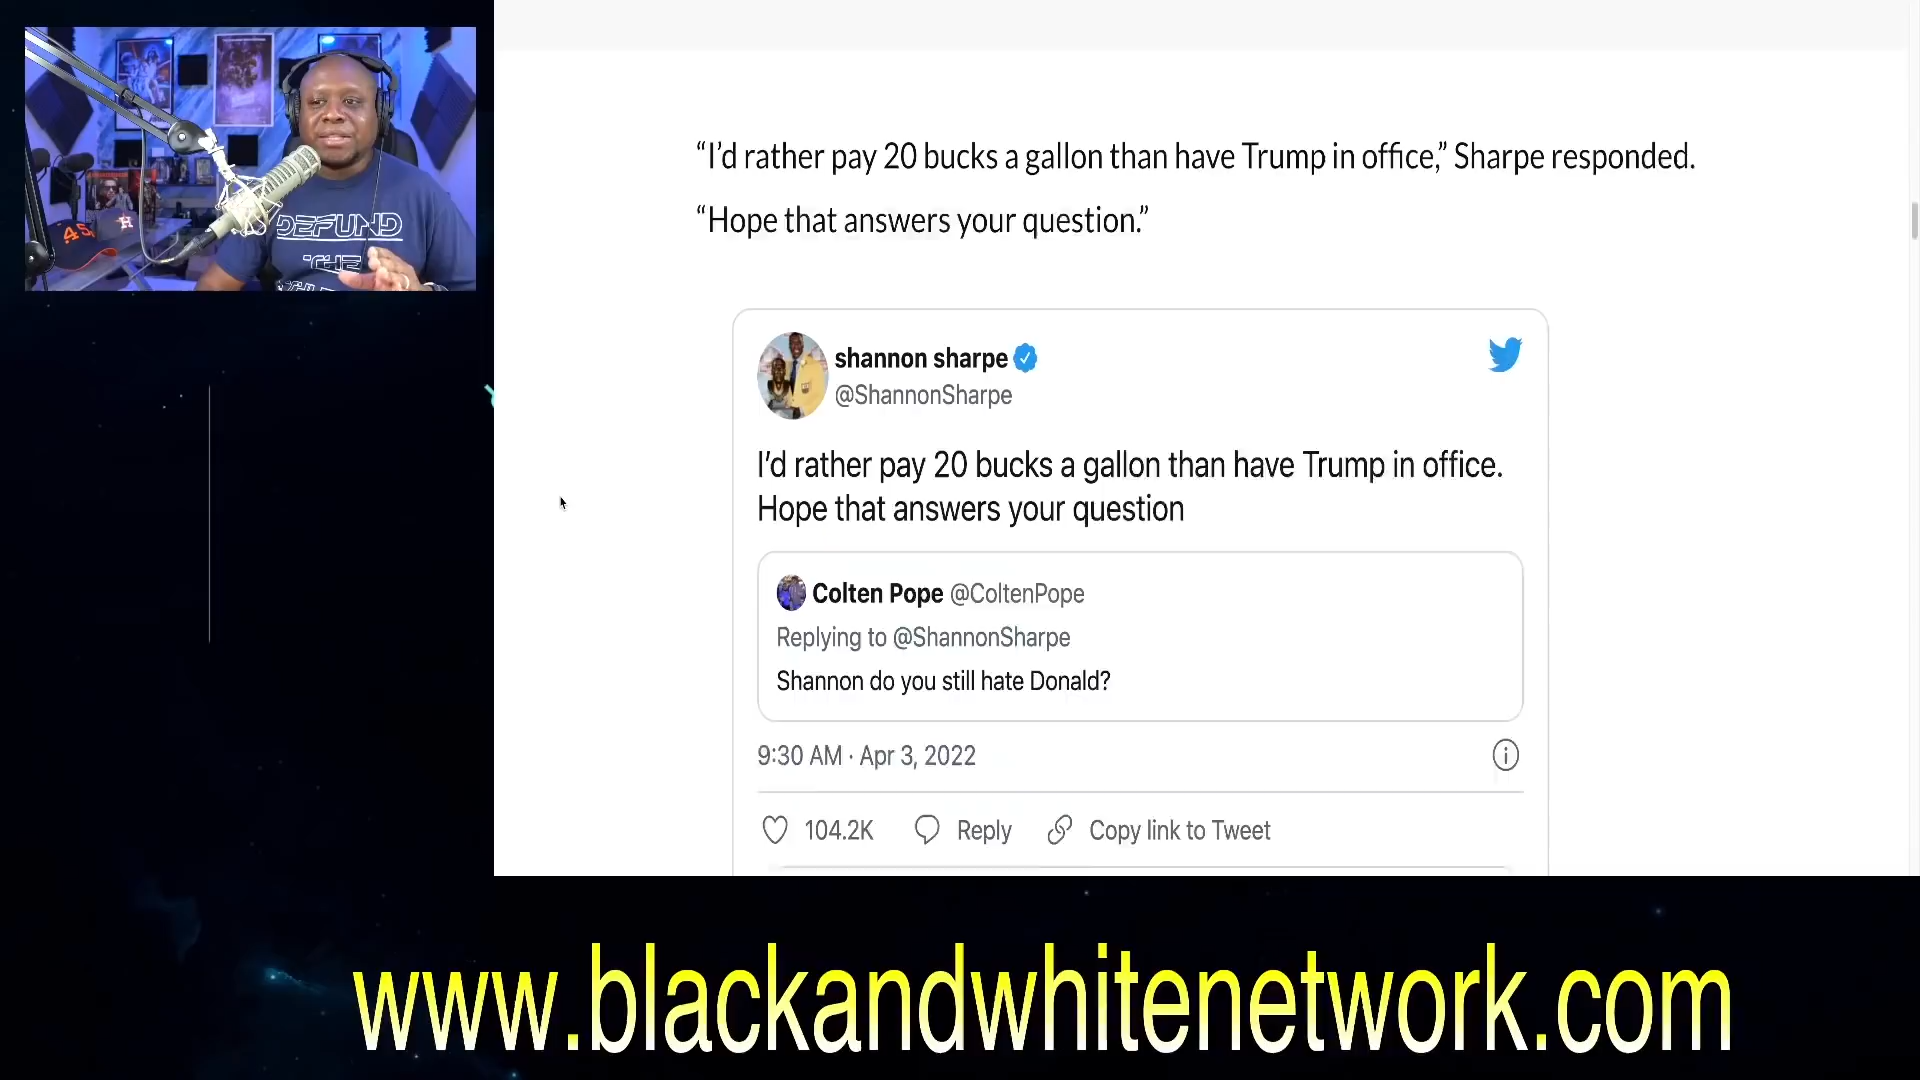 “I’d rather pay 20 bucks a gallon than have Trump in office,” Sharpe responded.
“Hope that answers your question.”
shannon sharpe
@ShannonSharpe
I’d rather pay 20 bucks a gallon than have Trump in office.
Hope that answers your question
Colten Pope @ColtenPope
Replying to @ShannonSharpe
Shannon do you still hate Donald?
9:30 AM · Apr 3, 2022
104.2K Reply Copy link to Tweet
DEFUND
THE
45
H
www.blackandwhitenetwork.com